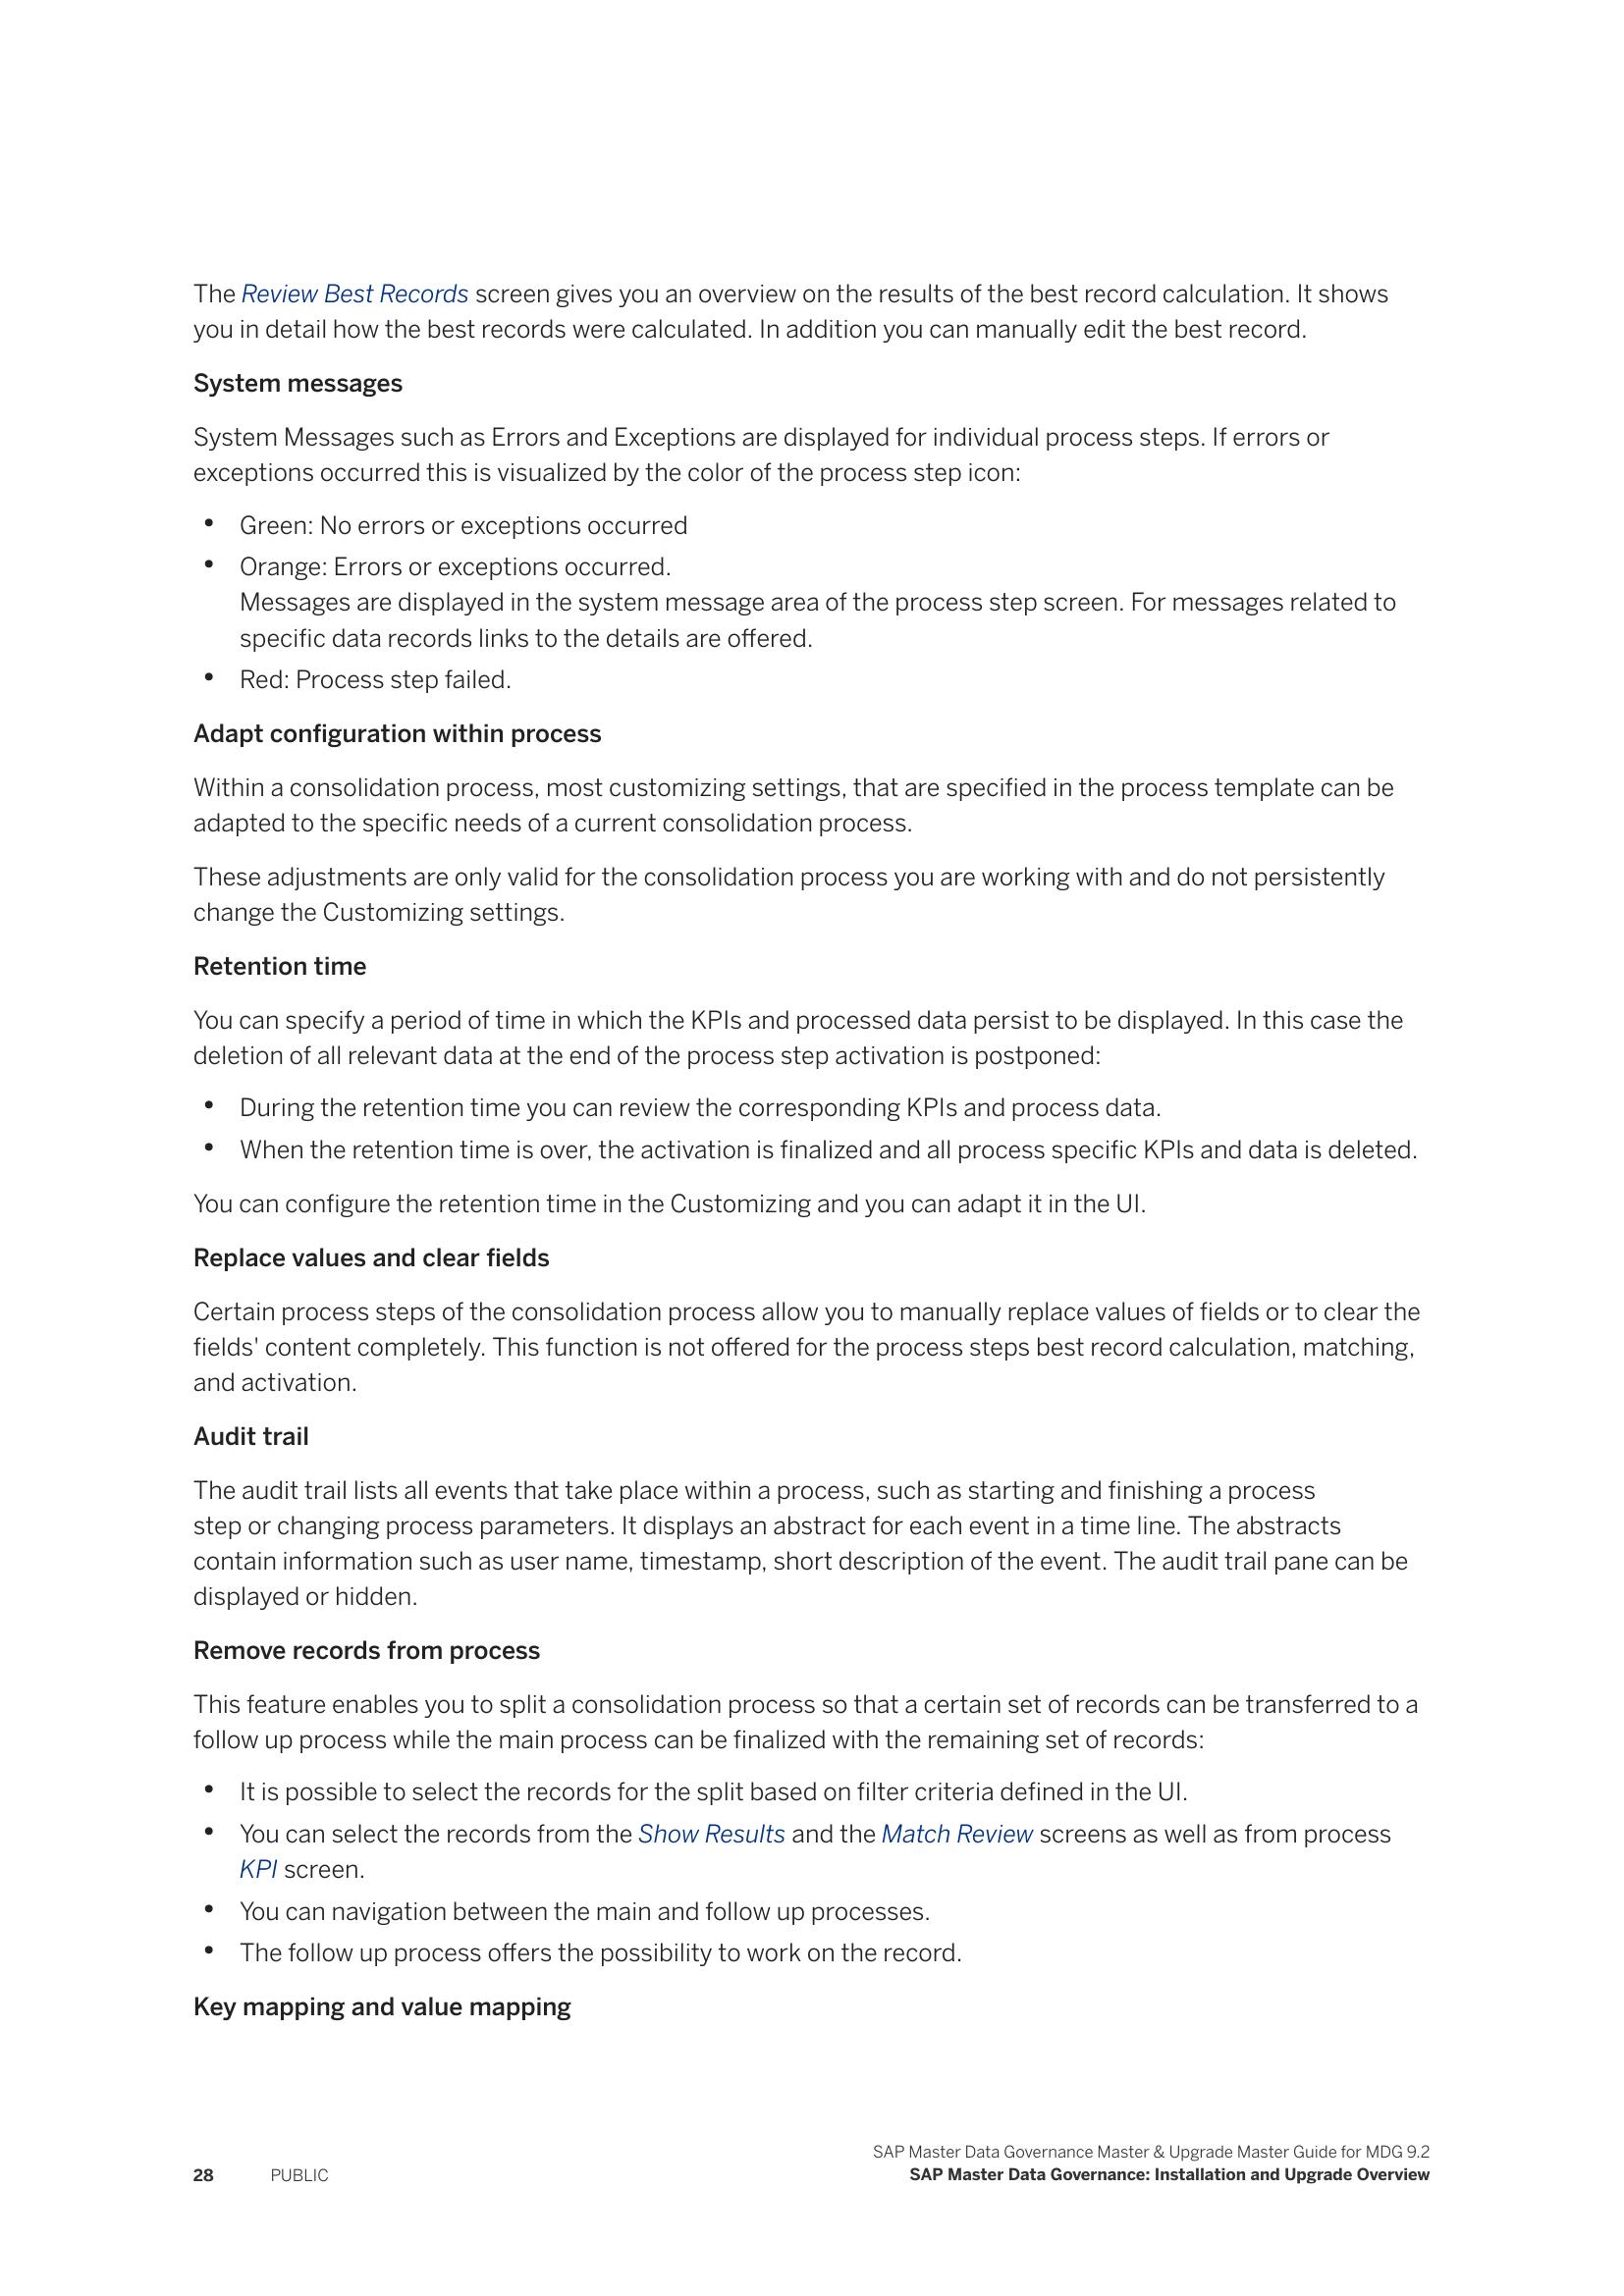 The Review Best Records screen gives you an overview on the results of the best record calculation. It shows
you in detail how the best records were calculated. In addition you can manually edit the best record.
System messages
System Messages such as Errors and Exceptions are displayed for individual process steps. If errors or
exceptions occurred this is visualized by the color of the process step icon:
• Green: No errors or exceptions occurred
• Orange: Errors or exceptions occurred.
Messages are displayed in the system message area of the process step screen. For messages related to
specific data records links to the details are offered.
• Red: Process step failed.
Adapt configuration within process
Within a consolidation process, most customizing settings, that are specified in the process template can be
adapted to the specific needs of a current consolidation process.
These adjustments are only valid for the consolidation process you are working with and do not persistently
change the Customizing settings.
Retention time
You can specify a period of time in which the KPIs and processed data persist to be displayed. In this case the
deletion of all relevant data at the end of the process step activation is postponed:
• During the retention time you can review the corresponding KPIs and process data.
• When the retention time is over, the activation is finalized and all process specific KPIs and data is deleted.
You can configure the retention time in the Customizing and you can adapt it in the UI.
Replace values and clear fields
Certain process steps of the consolidation process allow you to manually replace values of fields or to clear the
fields' content completely. This function is not offered for the process steps best record calculation, matching,
and activation.
Audit trail
The audit trail lists all events that take place within a process, such as starting and finishing a process
step or changing process parameters. It displays an abstract for each event in a time line. The abstracts
contain information such as user name, timestamp, short description of the event. The audit trail pane can be
displayed or hidden.
Remove records from process
This feature enables you to split a consolidation process so that a certain set of records can be transferred to a
follow up process while the main process can be finalized with the remaining set of records:
• It is possible to select the records for the split based on filter criteria defined in the UI.
• You can select the records from the Show Results and the Match Review screens as well as from process
KPI screen.
• You can navigation between the main and follow up processes.
• The follow up process offers the possibility to work on the record.
Key mapping and value mapping
SAP Master Data Governance Master & Upgrade Master Guide for MDG 9.2
28 PUBLIC SAP Master Data Governance: Installation and Upgrade Overview